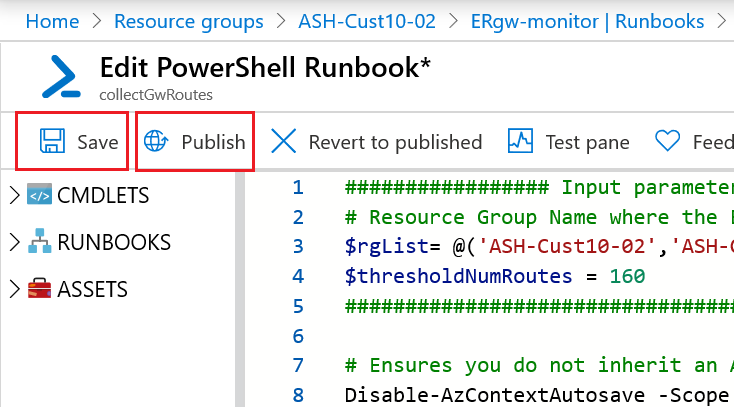 Home > Resource groups > ASH-Cust10-02 > ERgw-monitor | Runbooks >
Edit PowerShell Runbook*
collectGwRoutes
Save Publish Revert to published Test pane Feed
CMDLETS
RUNBOOKS
ASSETS
1 ################# Input parameter
2 # Resource Group Name where the
3 $rgList= @('ASH-Cust10-02','ASH-
4 $thresholdNumRoutes = 160
5 ################################
6
7 # Ensures you do not inherit an A
8 Disable-AzContextAutosave -Scope